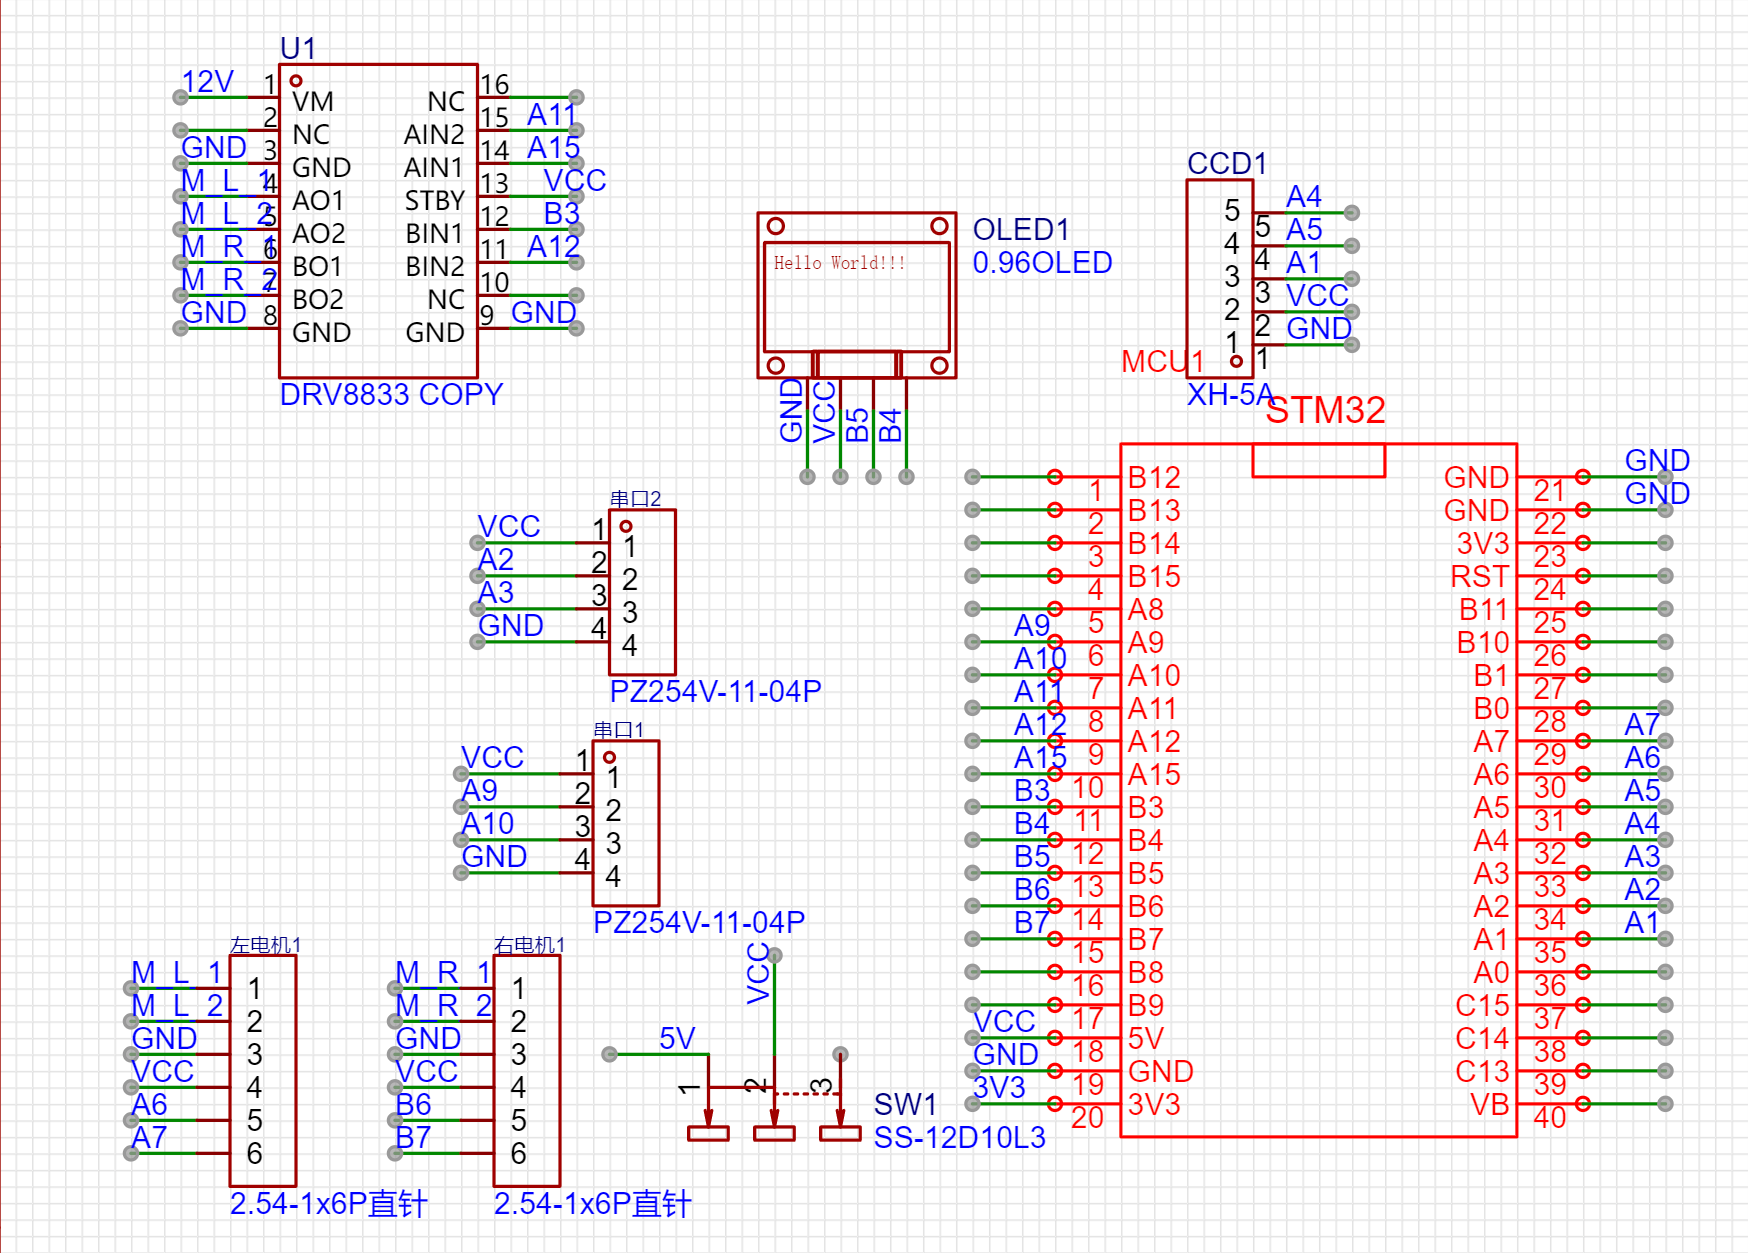 U1
12V 1 VM NC 16
2 NC AIN2 15 A11
GND 3 GND AIN1 14 A15
M_L_1 4 AO1 STBY 13 VCC
M_L_2 5 AO2 BIN1 12 B3
M_R_1 6 BO1 BIN2 11 A12
M_R_2 7 BO2 NC 10
GND 8 GND GND 9 GND
DRV8833 COPY
OLED1
0.96OLED
Hello World!!!
GND VCC B5 B4
CCD1
5 5 A4
4 4 A5
3 3 A1
2 2 VCC
1 1 GND
XH-5A
串口2
VCC 1 1
A2 2 2
A3 3 3
GND 4 4
PZ254V-11-04P
串口1
VCC 1 1
A9 2 2
A10 3 3
GND 4 4
PZ254V-11-04P
左电机1
M_L_1 1
M_L_2 2
GND 3
VCC 4
A6 5
A7 6
2.54-1x6P直针
右电机1
M_R_1 1
M_R_2 2
GND 3
VCC 4
B6 5
B7 6
2.54-1x6P直针
VCC
5V
1 2 3
SW1
SS-12D10L3
MCU1
STM32
1 B12 GND 21 GND
2 B13 GND 22 GND
3 B14 3V3 23
4 B15 RST 24
5 A8 B11 25
A9 6 A9 B10 26
A10 7 A10 B1 27
A11 8 A11 B0 28
A12 9 A12 A7 29 A7
A15 10 A15 A6 30 A6
B3 11 B3 A5 31 A5
B4 12 B4 A4 32 A4
B5 13 B5 A3 33 A3
B6 14 B6 A2 34 A2
B7 15 B7 A1 35 A1
16 B8 A0 36
17 B9 C15 37
VCC 18 5V C14 38
GND 19 GND C13 39
3V3 20 3V3 VB 40